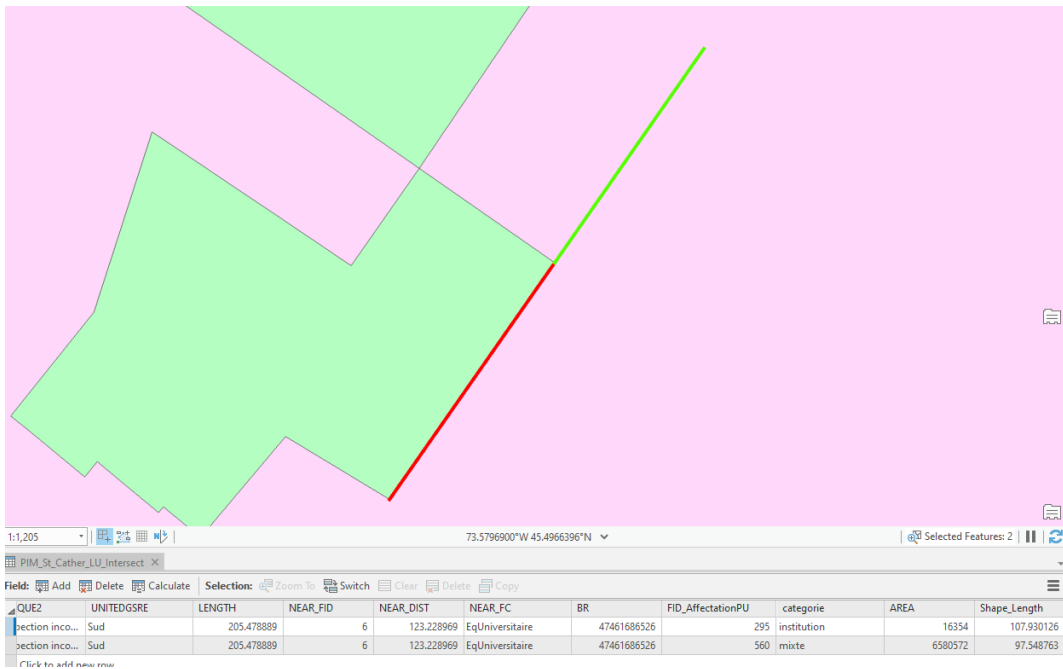 1:1,205 73.5796900°W 45.4966396°N Selected Features: 2
PIM_St_Cather_LU_Intersect
Field: Add Delete Calculate Selection: Zoom To Switch Clear Delete Copy
QUE2 UNITEDGSRE LENGTH NEAR_FID NEAR_DIST NEAR_FC BR FID_AffectationPU categorie AREA Shape_Length
pection inco... Sud 205.478889 6 123.228969 EqUniversitaire 47461686526 295 institution 16354 107.930126
pection inco... Sud 205.478889 6 123.228969 EqUniversitaire 47461686526 560 mixte 6580572 97.548763
Click to add new row.